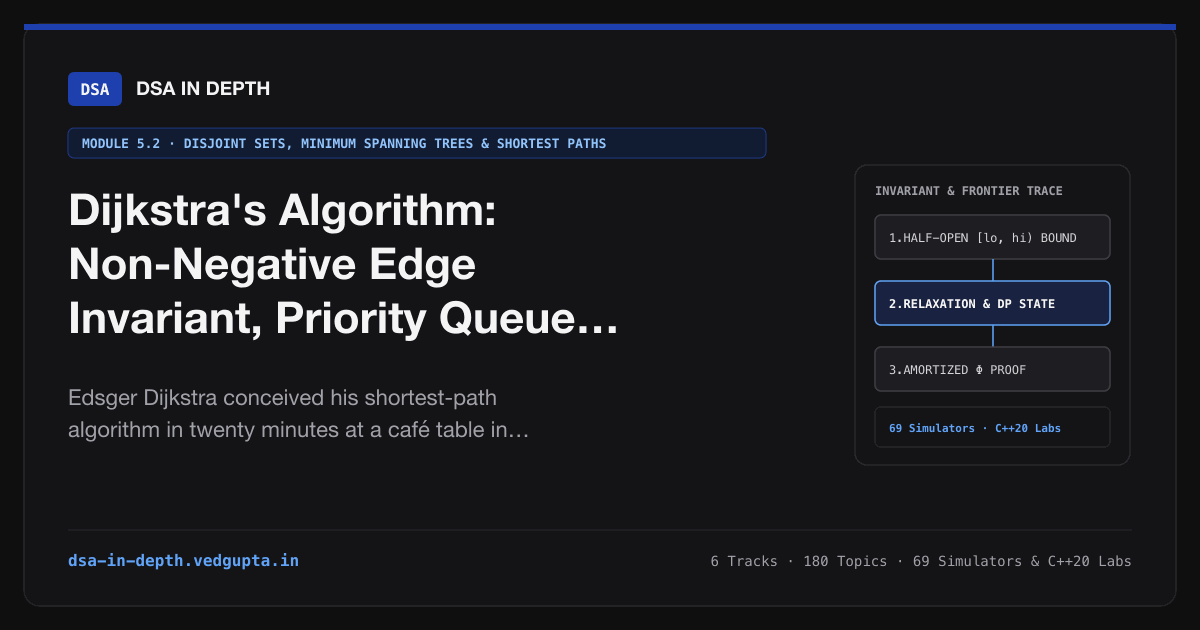 DSA DSA IN DEPTH
MODULE 5.2 · DISJOINT SETS, MINIMUM SPANNING TREES & SHORTEST PATHS
Dijkstra's Algorithm:
Non-Negative Edge
Invariant, Priority Queue...
Edsger Dijkstra conceived his shortest-path
algorithm in twenty minutes at a café table in...
INVARIANT & FRONTIER TRACE
1.HALF-OPEN [lo, hi) BOUND
2.RELAXATION & DP STATE
3.AMORTIZED Φ PROOF
69 Simulators · C++20 Labs
dsa-in-depth.vedgupta.in
6 Tracks · 180 Topics · 69 Simulators & C++20 Labs